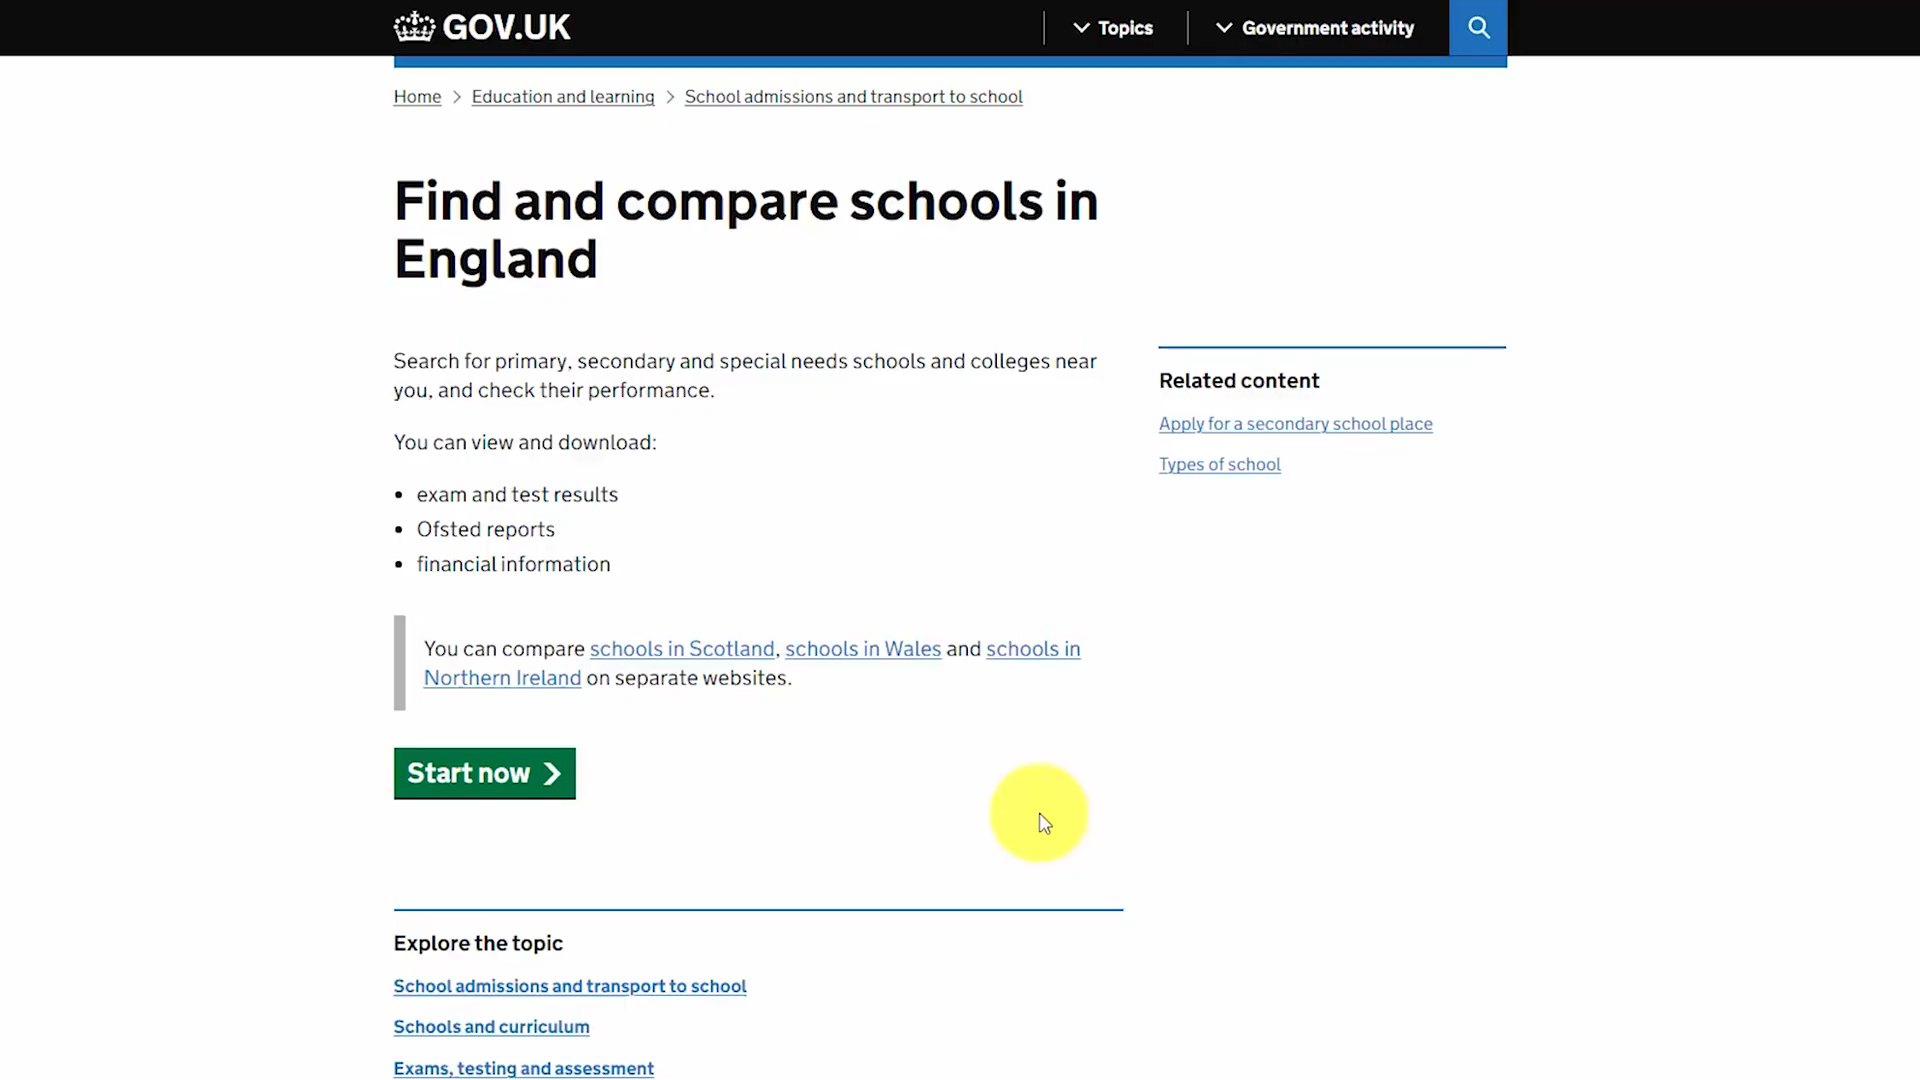 GOV.UK
Topics
Government activity
Home
Education and learning
School admissions and transport to school
Find and compare schools in
England
Search for primary, secondary and special needs schools and colleges near
you, and check their performance.
You can view and download:
exam and test results
Ofsted reports
financial information
You can compare schools in Scotland, schools in Wales and schools in
Northern Ireland on separate websites.
Start now
Related content
Apply for a secondary school place
Types of school
Explore the topic
School admissions and transport to school
Schools and curriculum
Exams, testing and assessment